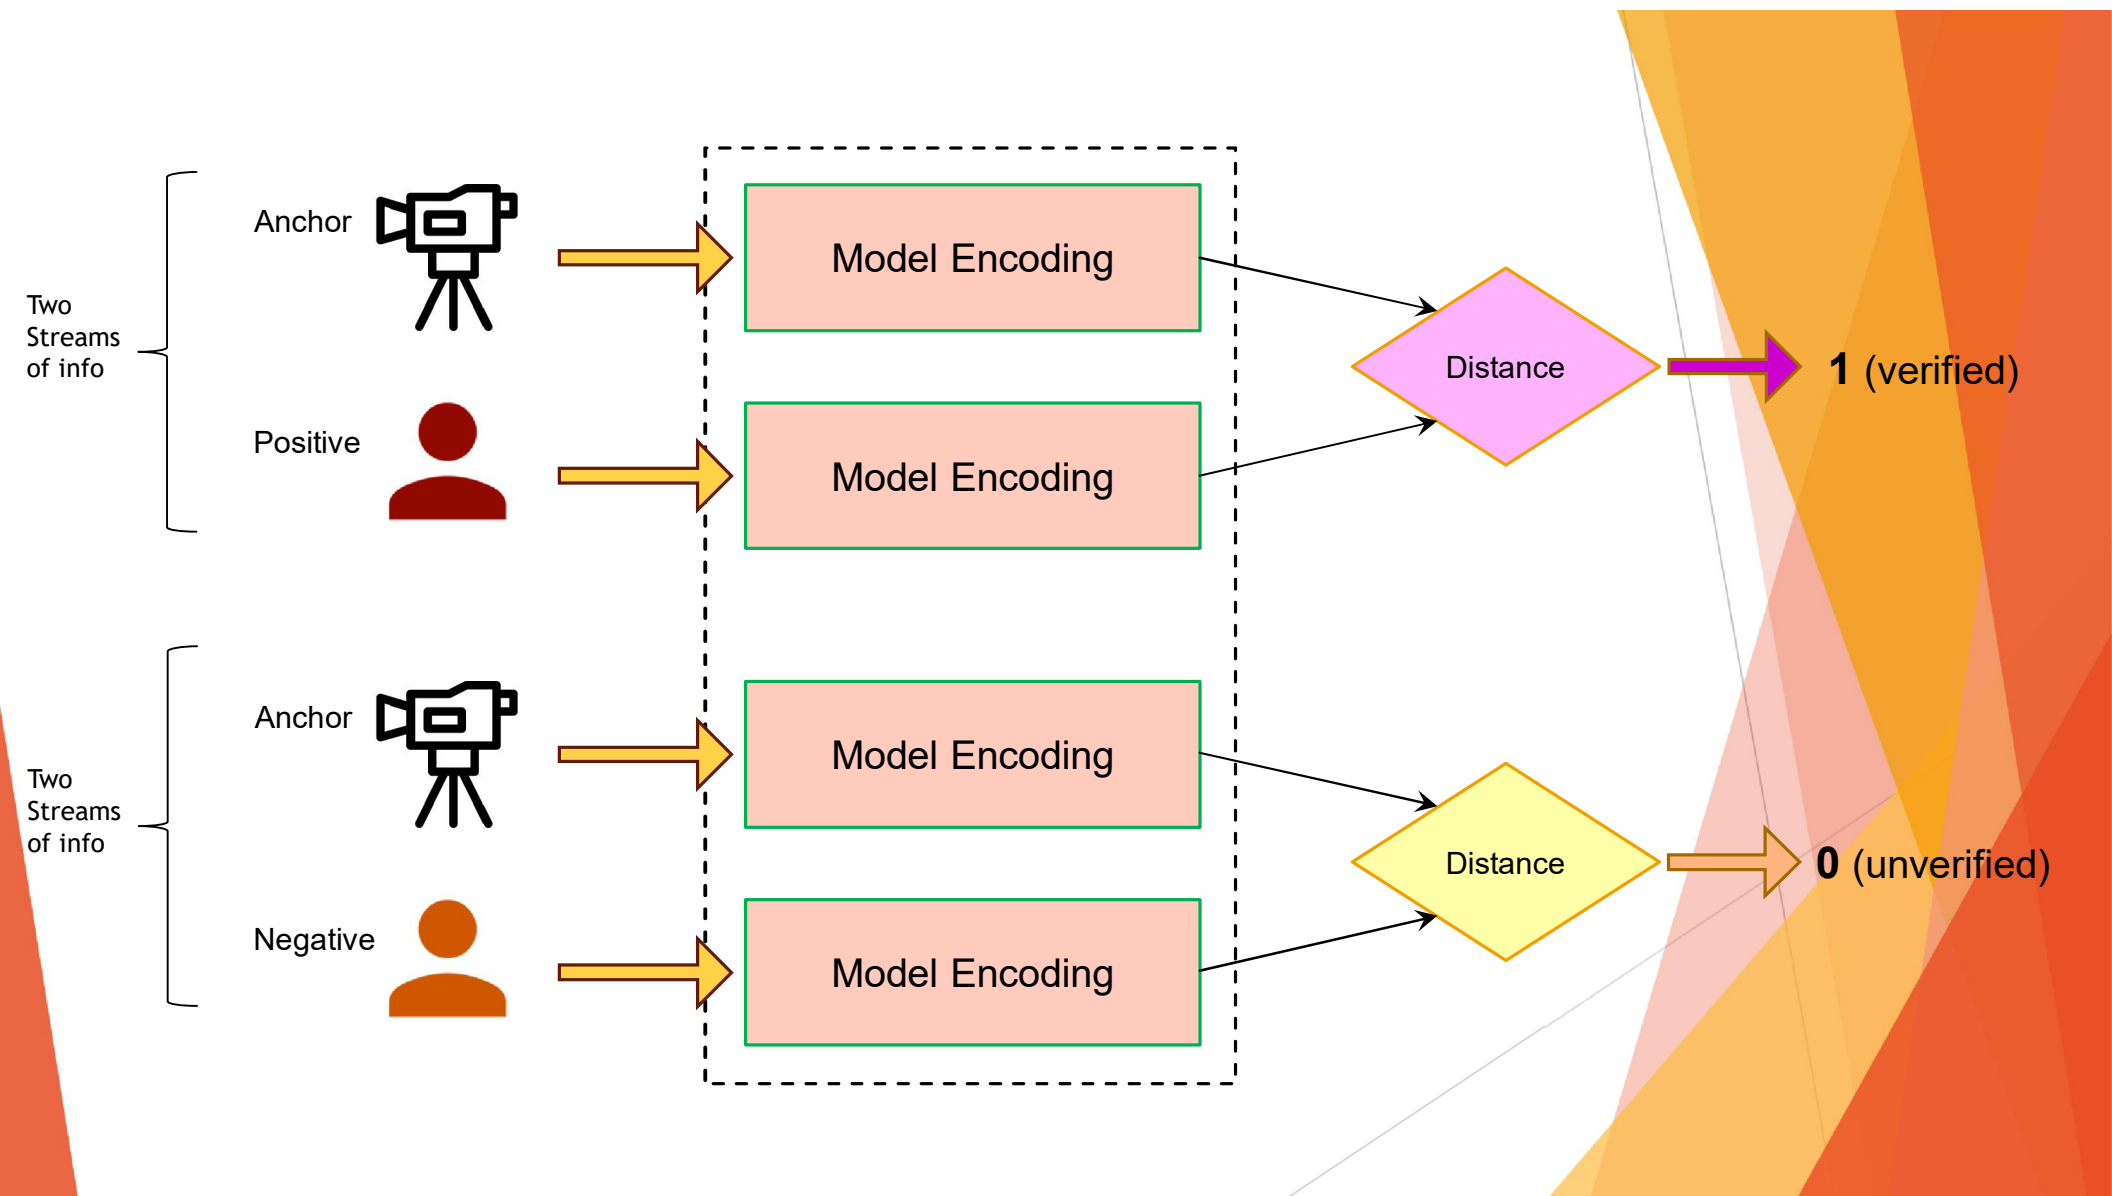 Anchor
Model Encoding
Two
Streams
of info
Distance
1 (verified)
Positive
Model Encoding
Anchor
Model Encoding
Two
Streams
of info
Distance
0 (unverified)
Negative
Model Encoding